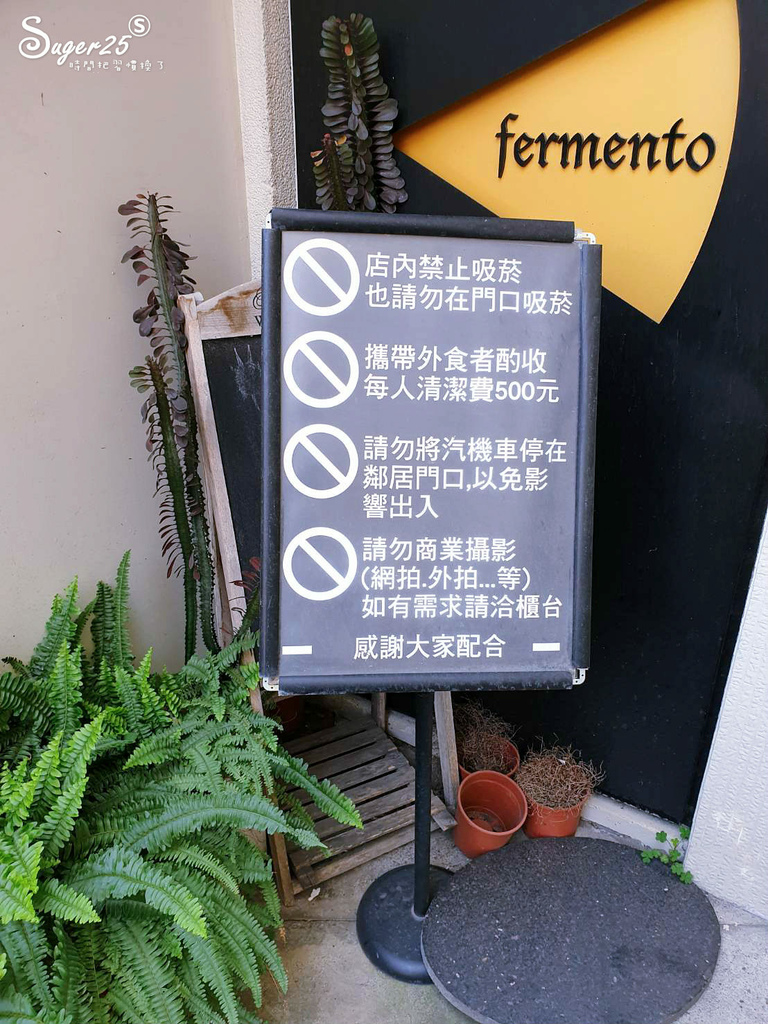 Suger25 S
時間把習慣換了
fermento
店內禁止吸菸
也請勿在門口吸菸
攜帶外食者酌收
每人清潔費500元
請勿將汽機車停在
鄰居門口,以免影
響出入
請勿商業攝影
(網拍.外拍...等)
如有需求請洽櫃台
感謝大家配合